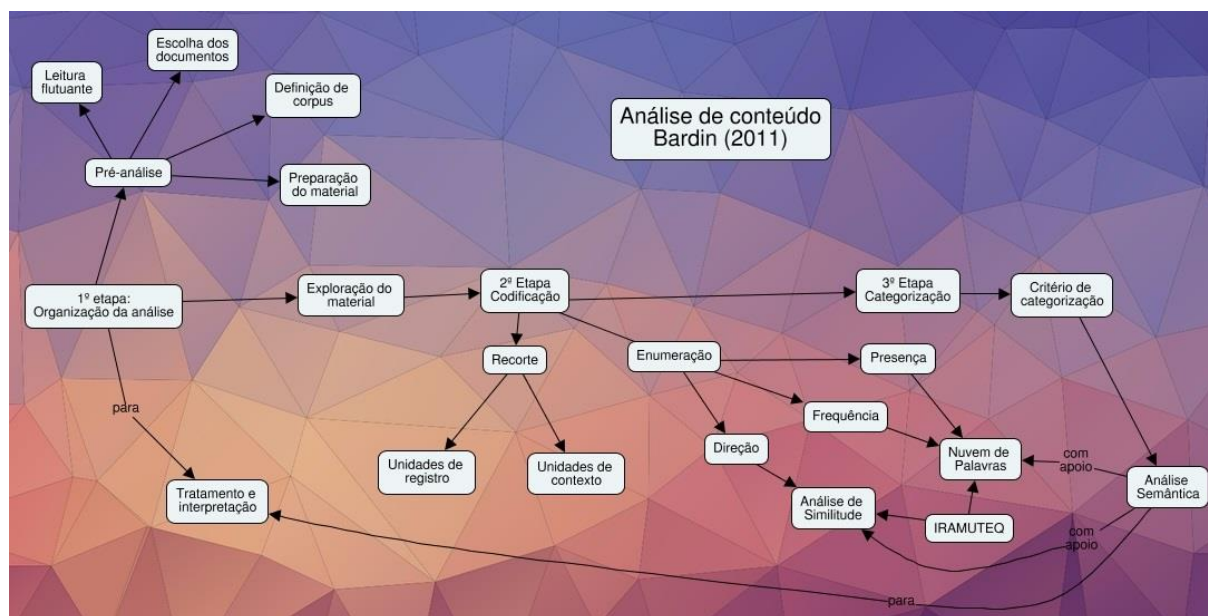 Escolha dos
documentos
Leitura
flutuante
Definição de
corpus
Análise de conteúdo
Bardin (2011)
Pré-análise
Preparação
do material
1º etapa:
Organização da análise
Exploração do
material
2º Etapa
Codificação
3º Etapa
Categorização
Critério de
categorização
Recorte
Enumeração
Presença
para
Frequência
Direção
Unidades de
registro
Unidades de
contexto
Nuvem de
Palavras
com
apoio
Análise
Semântica
Tratamento e
interpretação
Análise de
Similitude
IRAMUTEQ
com
apoio
para